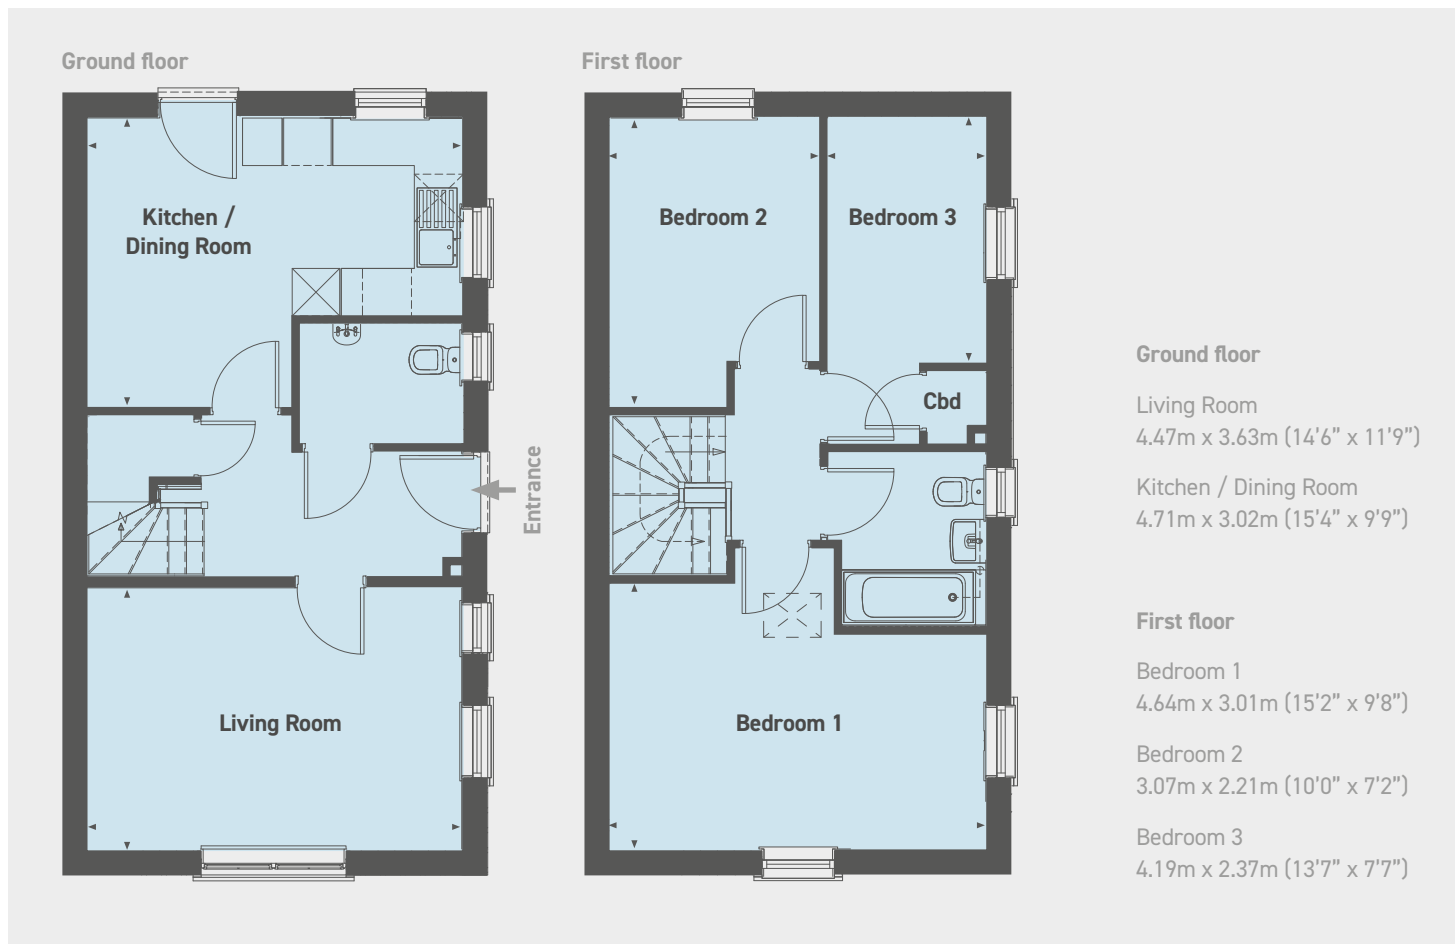 Ground floor
First floor
Kitchen /
Dining Room
Bedroom 2
Bedroom 3
Cbd
Entrance
Living Room
Bedroom 1
Ground floor
Living Room
4.47m x 3.63m (14'6” x 11'9”)
Kitchen / Dining Room
4.71m x 3.02m (15'4” x 9'9”)
First floor
Bedroom 1
4.64m x 3.01m (15'2” x 9'8”)
Bedroom 2
3.07m x 2.21m (10'0” x 7'2”)
Bedroom 3
4.19m x 2.37m (13'7” x 7'7”)